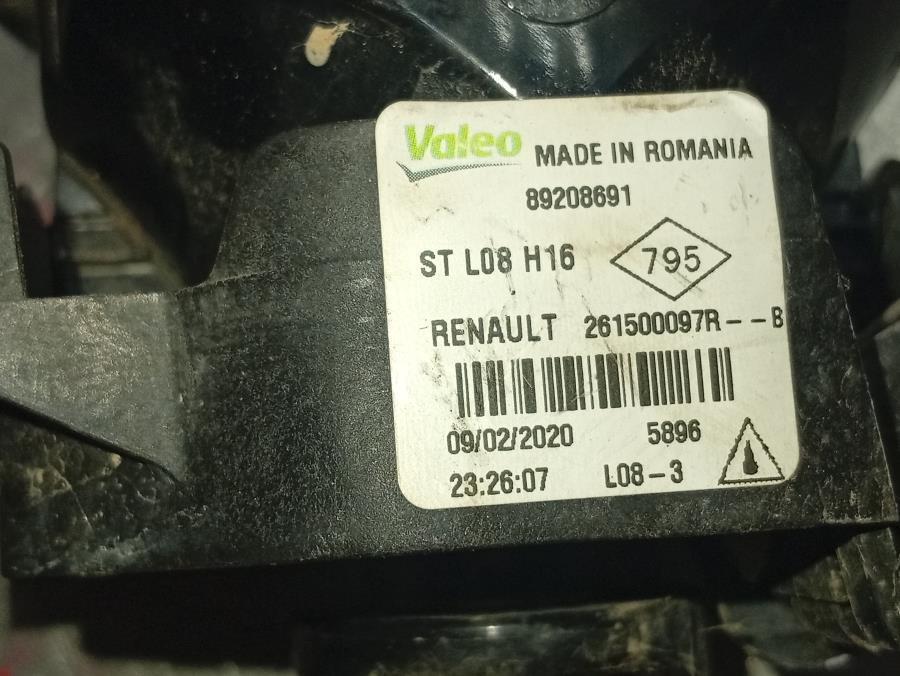 Valeo MADE IN ROMANIA
89208691
ST L08 H16 795
RENAULT 261500097R--B
09/02/2020 5896
23:26:07 L08-3